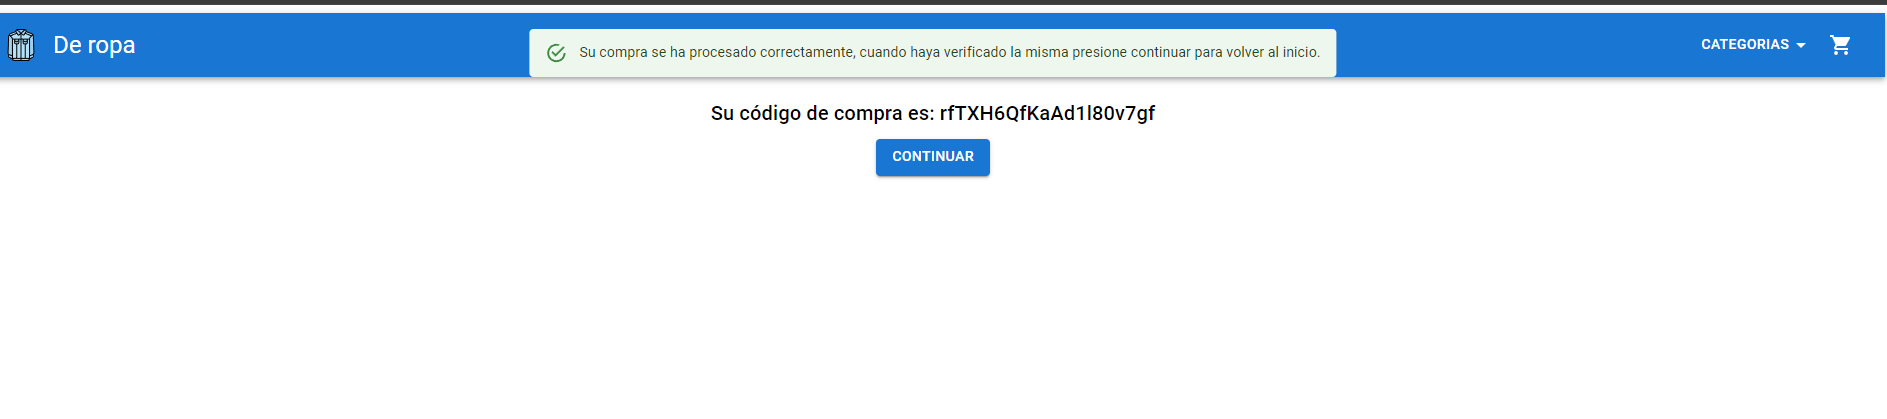 De ropa
Su compra se ha procesado correctamente, cuando haya verificado la misma presione continuar para volver al inicio.
CATEGORIAS
Su código de compra es: rfTXH6QfKaAd1l80v7gf
CONTINUAR